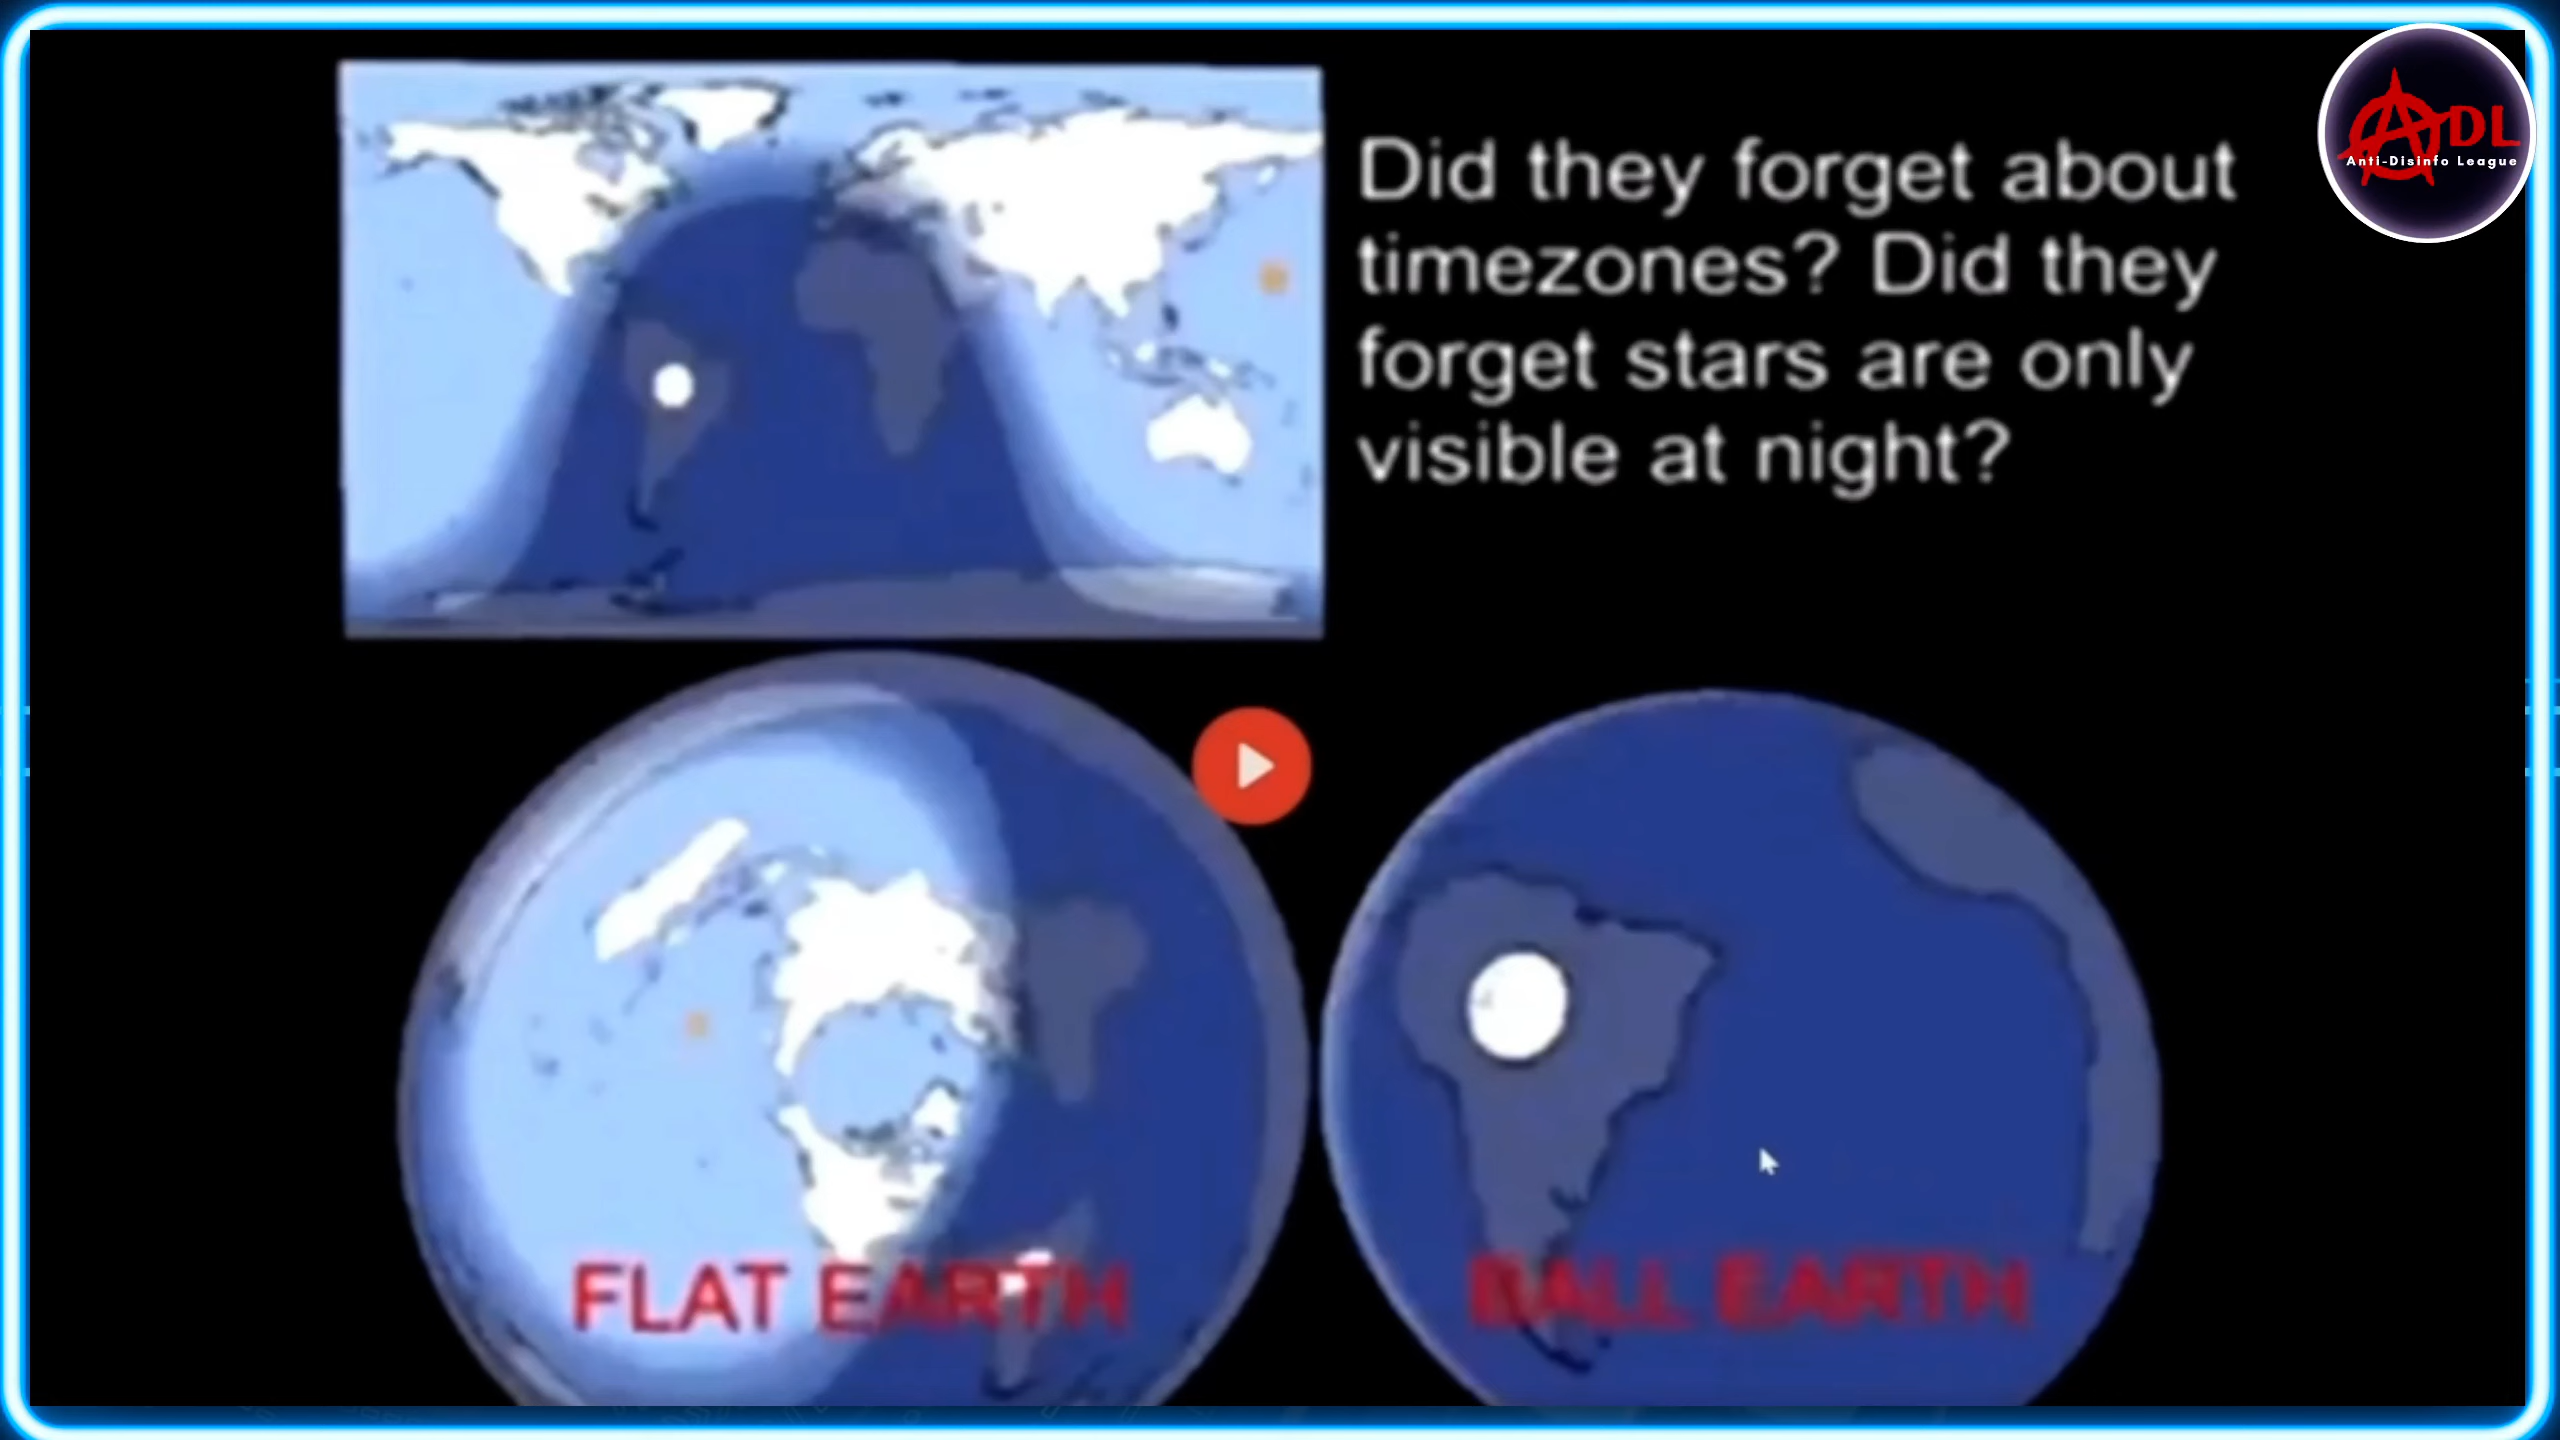 ADL
Anti-Disinfo League
Did they forget about
timezones? Did they
forget stars are only
visible at night?
FLAT EARTH
BALL EARTH